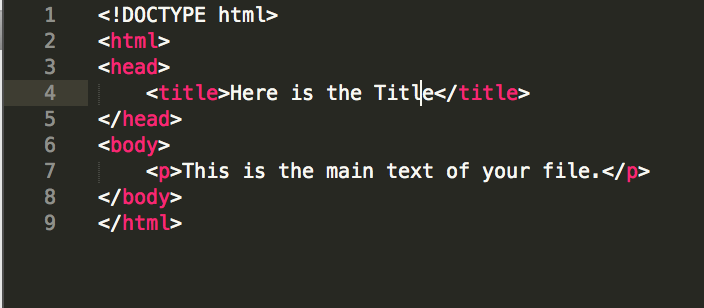 1 <!DOCTYPE html>
2 <html>
3 <head>
4     <title>Here is the Title</title>
5 </head>
6 <body>
7     <p>This is the main text of your file.</p>
8 </body>
9 </html>